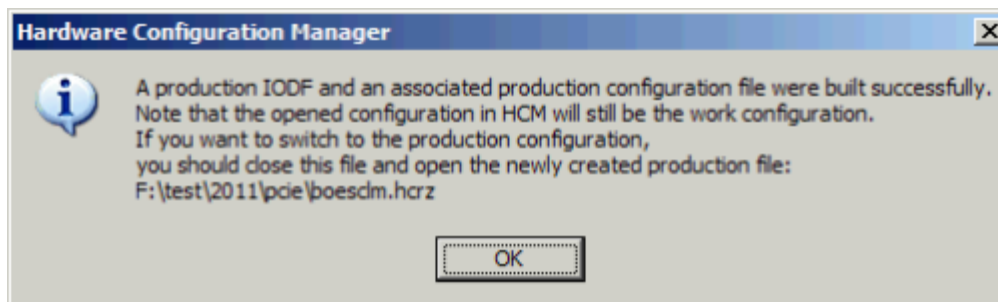 Hardware Configuration Manager
A production IODF and an associated production configuration file were built successfully.
Note that the opened configuration in HCM will still be the work configuration.
If you want to switch to the production configuration,
you should close this file and open the newly created production file:
F:\test\2011\pcie\boesclm.hcrz
OK